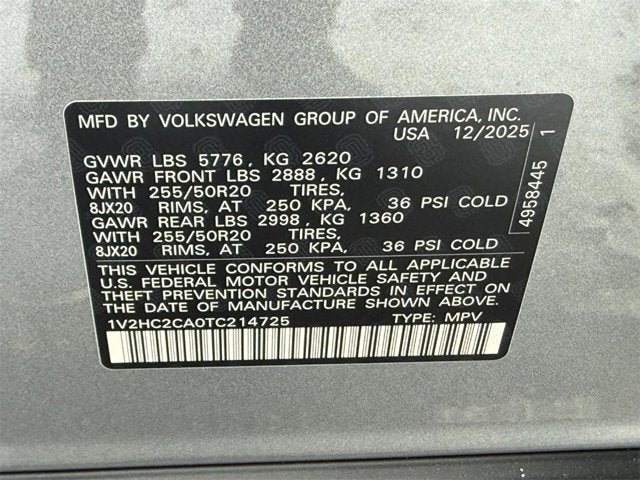 MFD BY VOLKSWAGEN GROUP OF AMERICA, INC.
USA 12/2025
GVWR LBS 5776, KG 2620
GAWR FRONT LBS 2888, KG 1310
WITH 255/50R20 TIRES,
8JX20 RIMS, AT 250 KPA, 36 PSI COLD
GAWR REAR LBS 2998, KG 1360
WITH 255/50R20 TIRES,
8JX20 RIMS, AT 250 KPA, 36 PSI COLD
THIS VEHICLE CONFORMS TO ALL APPLICABLE
U.S. FEDERAL MOTOR VEHICLE SAFETY AND
THEFT PREVENTION STANDARDS IN EFFECT ON
THE DATE OF MANUFACTURE SHOWN ABOVE.
1V2HC2CA0TC214725 TYPE: MPV
4958445 1